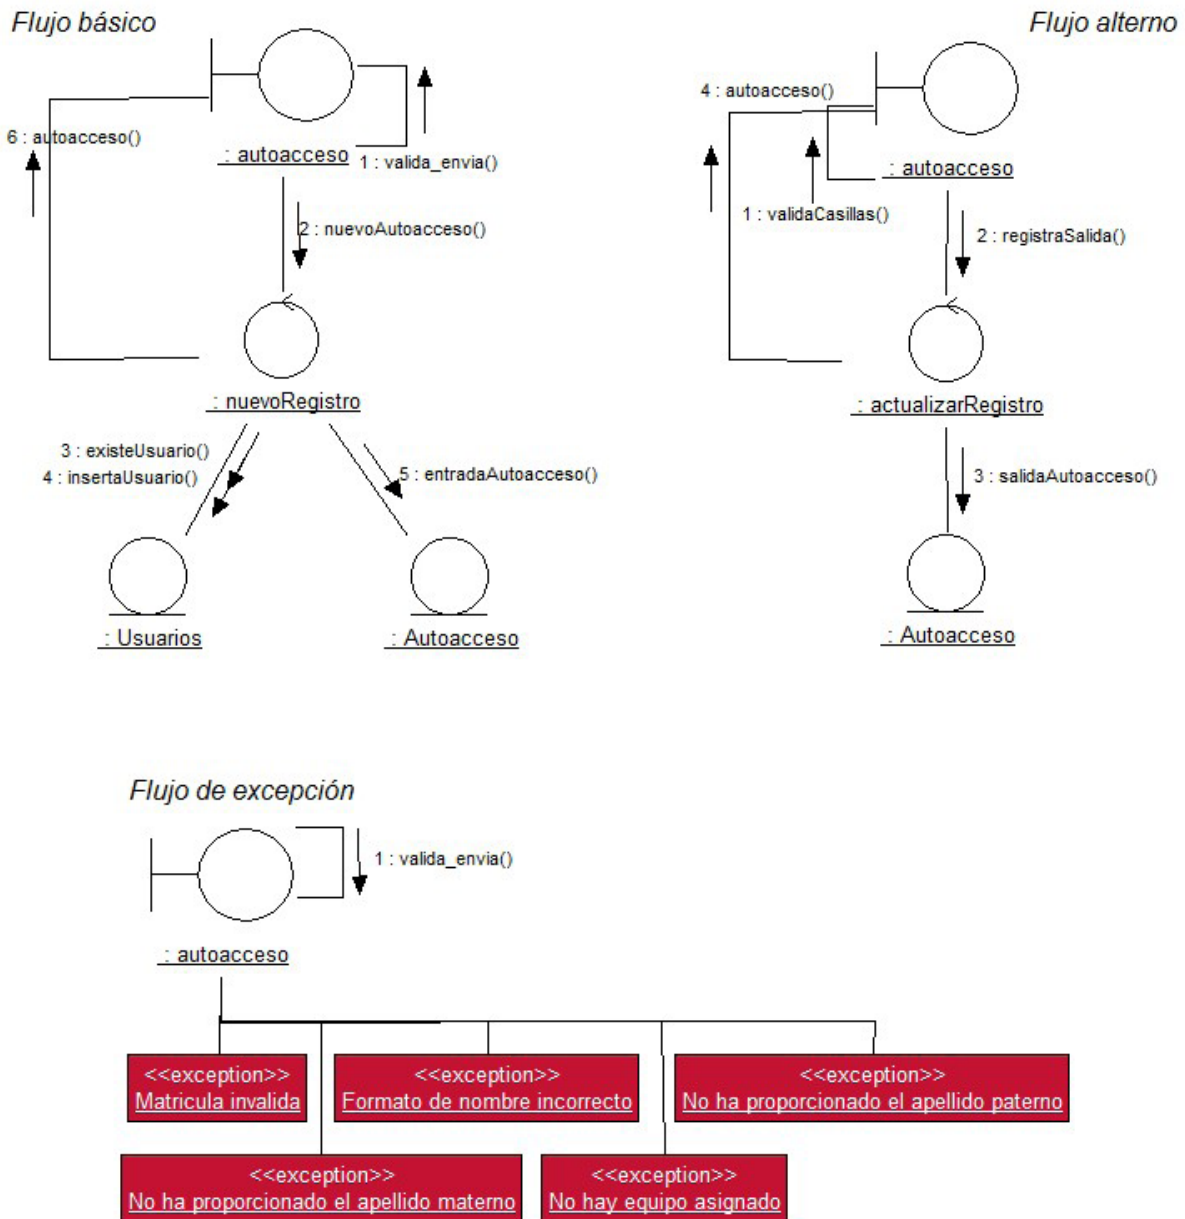 Flujo básico
6 : autoacceso()
: autoacceso
1 : valida_envia()
2 : nuevoAutoacceso()
: nuevoRegistro
3 : existeUsuario()
4 : insertaUsuario()
5 : entradaAutoacceso()
: Usuarios
: Autoacceso
Flujo alterno
4 : autoacceso()
: autoacceso
1 : validaCasillas()
2 : registraSalida()
: actualizarRegistro
3 : salidaAutoacceso()
: Autoacceso
Flujo de excepción
1 : valida_envia()
: autoacceso
<<exception>>
Matricula invalida
<<exception>>
Formato de nombre incorrecto
<<exception>>
No ha proporcionado el apellido paterno
<<exception>>
No ha proporcionado el apellido materno
<<exception>>
No hay equipo asignado